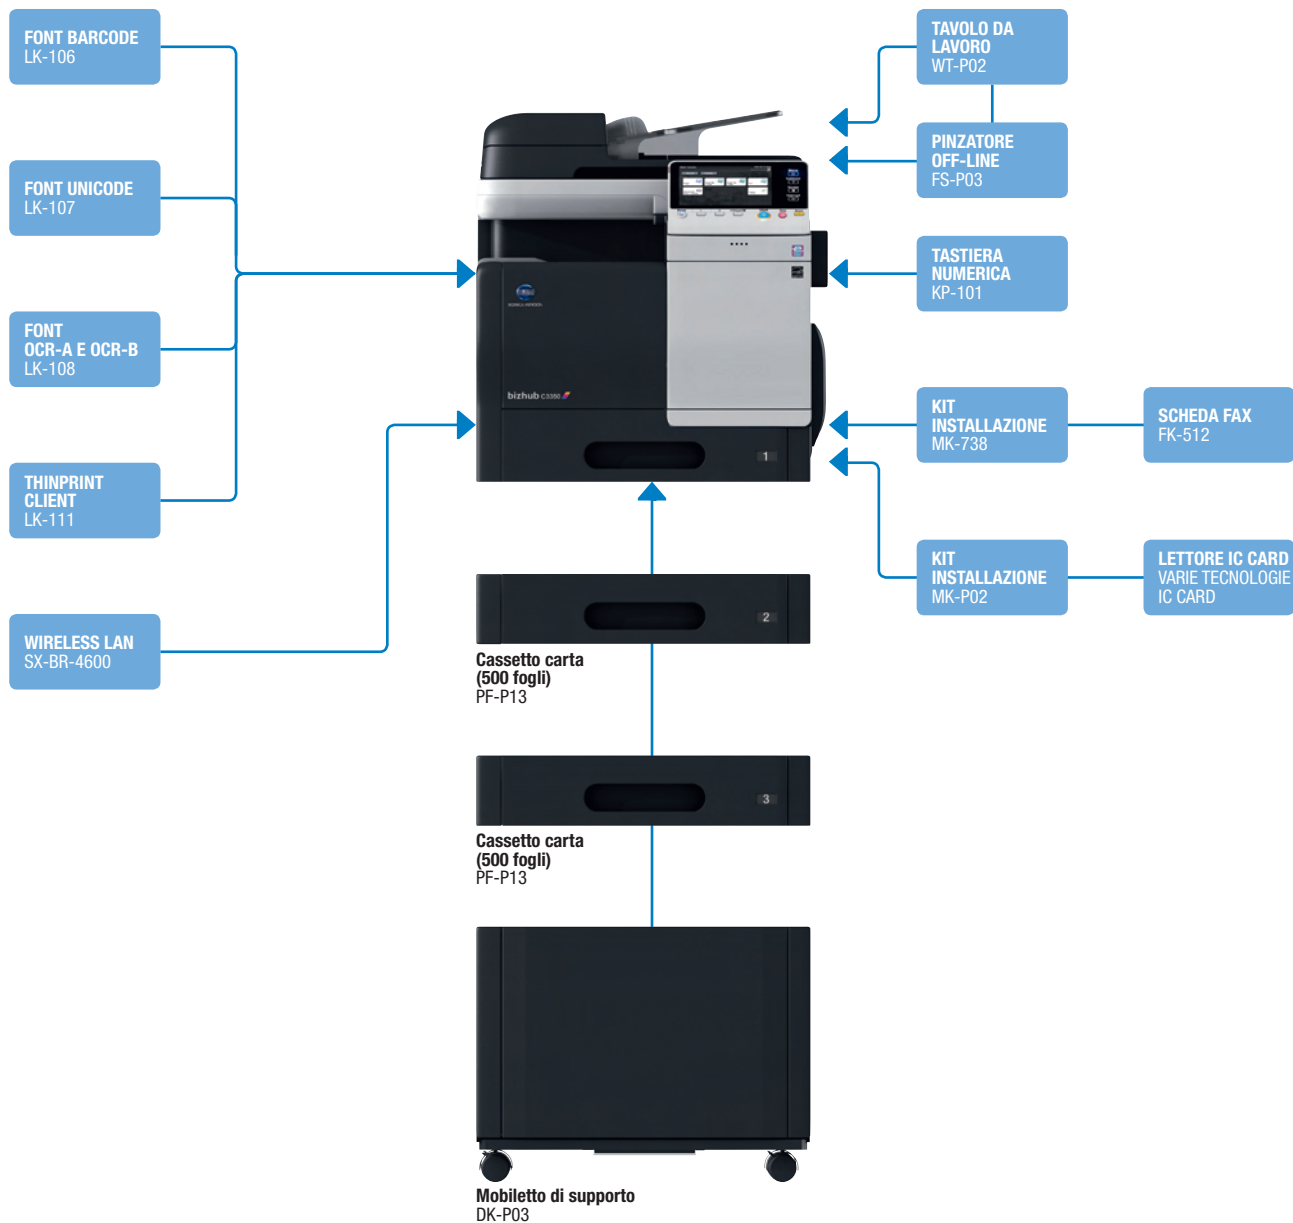 FONT BARCODE
LK-106
FONT UNICODE
LK-107
FONT
OCR-A E OCR-B
LK-108
THINPRINT
CLIENT
LK-111
WIRELESS LAN
SX-BR-4600
TAVOLO DA
LAVORO
WT-P02
PINZATORE
OFF-LINE
FS-P03
TASTIERA
NUMERICA
KP-101
KIT
INSTALLAZIONE
MK-738
SCHEDA FAX
FK-512
KIT
INSTALLAZIONE
MK-P02
LETTORE IC CARD
VARIE TECNOLOGIE
IC CARD
KONICA MINOLTA
bizhub C3350
1
2
Cassetto carta
(500 fogli)
PF-P13
3
Cassetto carta
(500 fogli)
PF-P13
Mobiletto di supporto
DK-P03